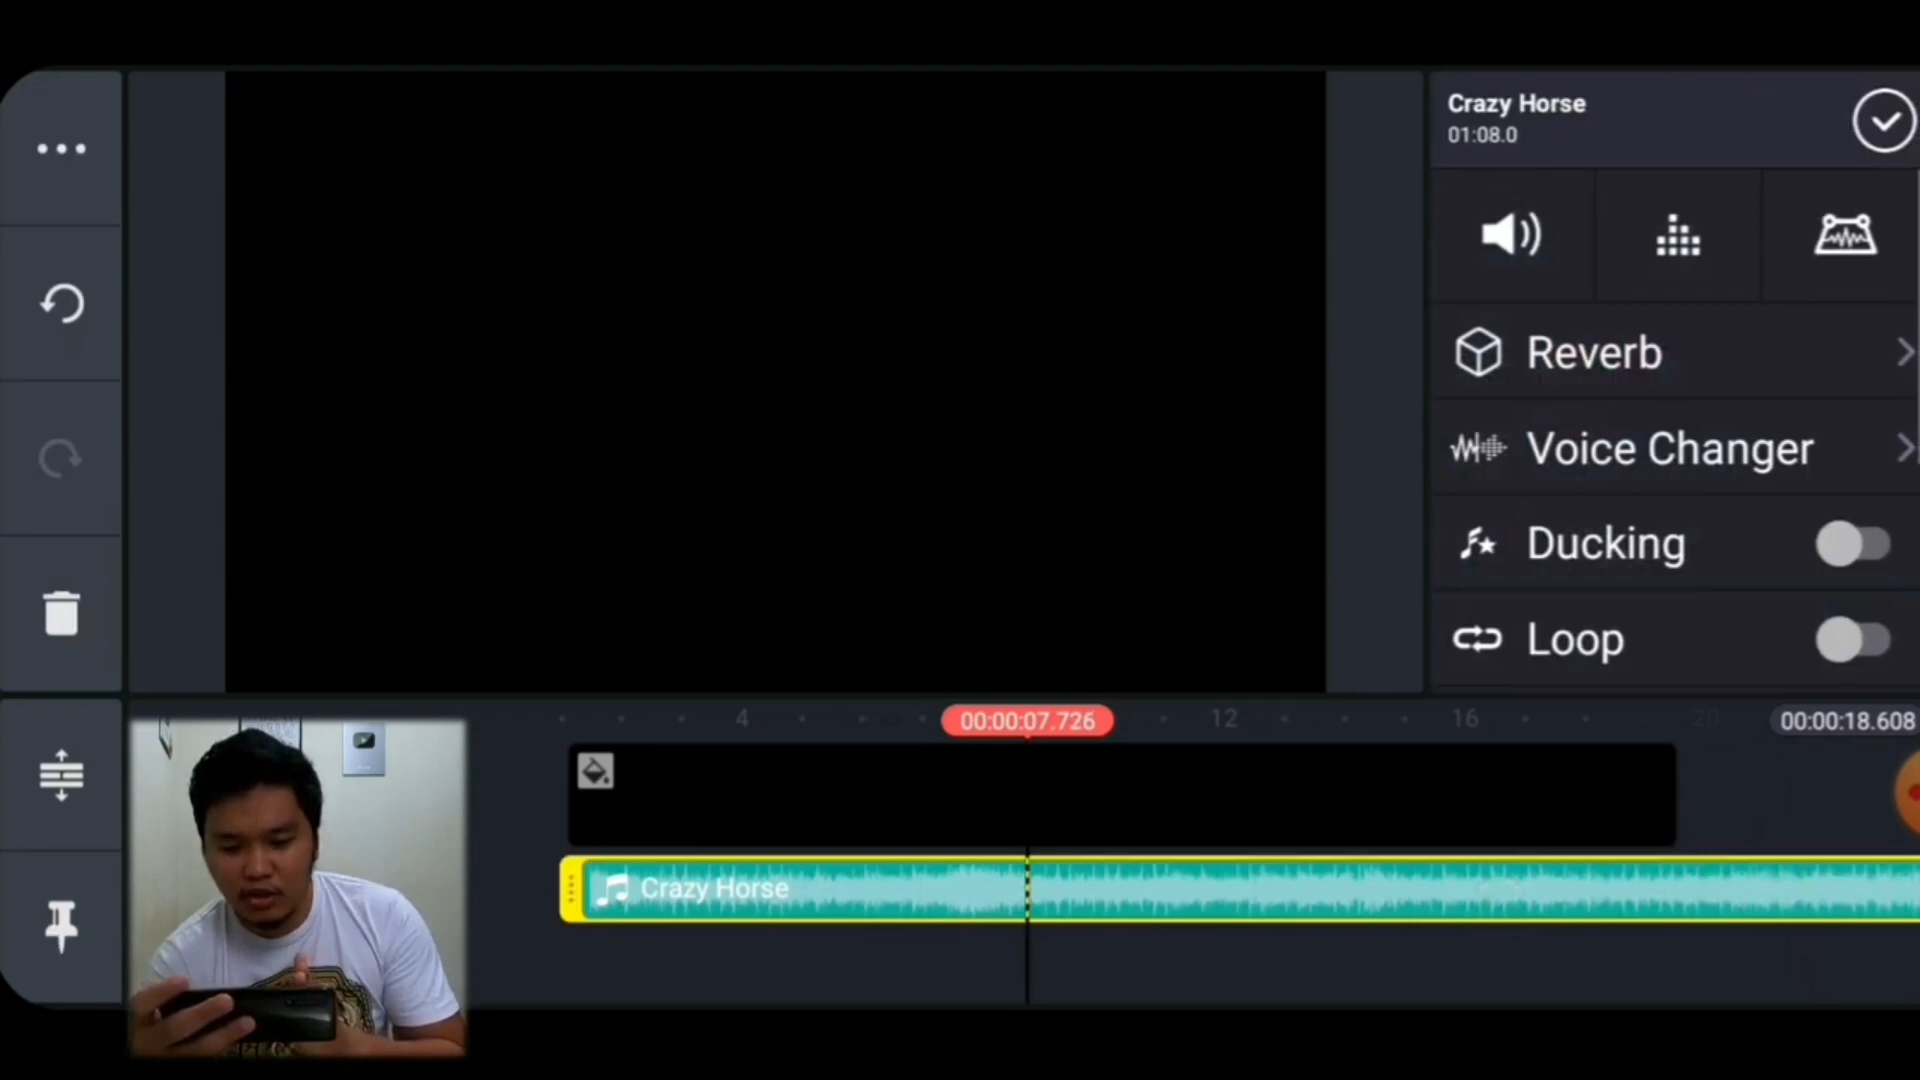 Crazy Horse
01:08.0
Reverb
Voice Changer
Ducking
Loop
4
00:00:07.726
12
16
20
00:00:18.608
Crazy Horse